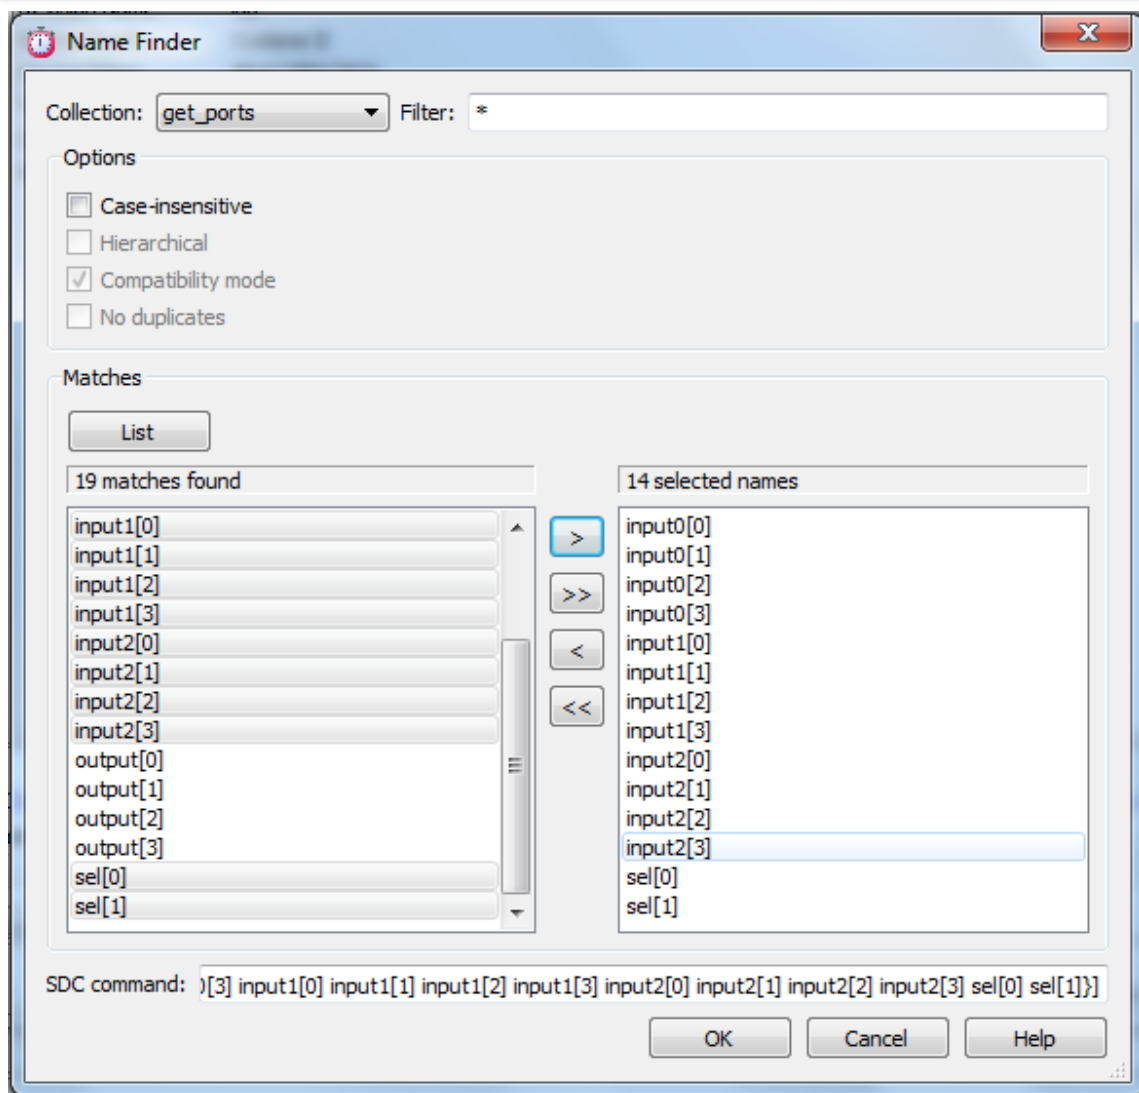 Name Finder
X
Collection: get_ports Filter: *
Options
Case-insensitive
Hierarchical
Compatibility mode
No duplicates
Matches
List
19 matches found
input1[0]
input1[1]
input1[2]
input1[3]
input2[0]
input2[1]
input2[2]
input2[3]
output[0]
output[1]
output[2]
output[3]
sel[0]
sel[1]
>
>>
<
<<
14 selected names
input0[0]
input0[1]
input0[2]
input0[3]
input1[0]
input1[1]
input1[2]
input1[3]
input2[0]
input2[1]
input2[2]
input2[3]
sel[0]
sel[1]
SDC command: [3] input1[0] input1[1] input1[2] input1[3] input2[0] input2[1] input2[2] input2[3] sel[0] sel[1]}]
OK Cancel Help